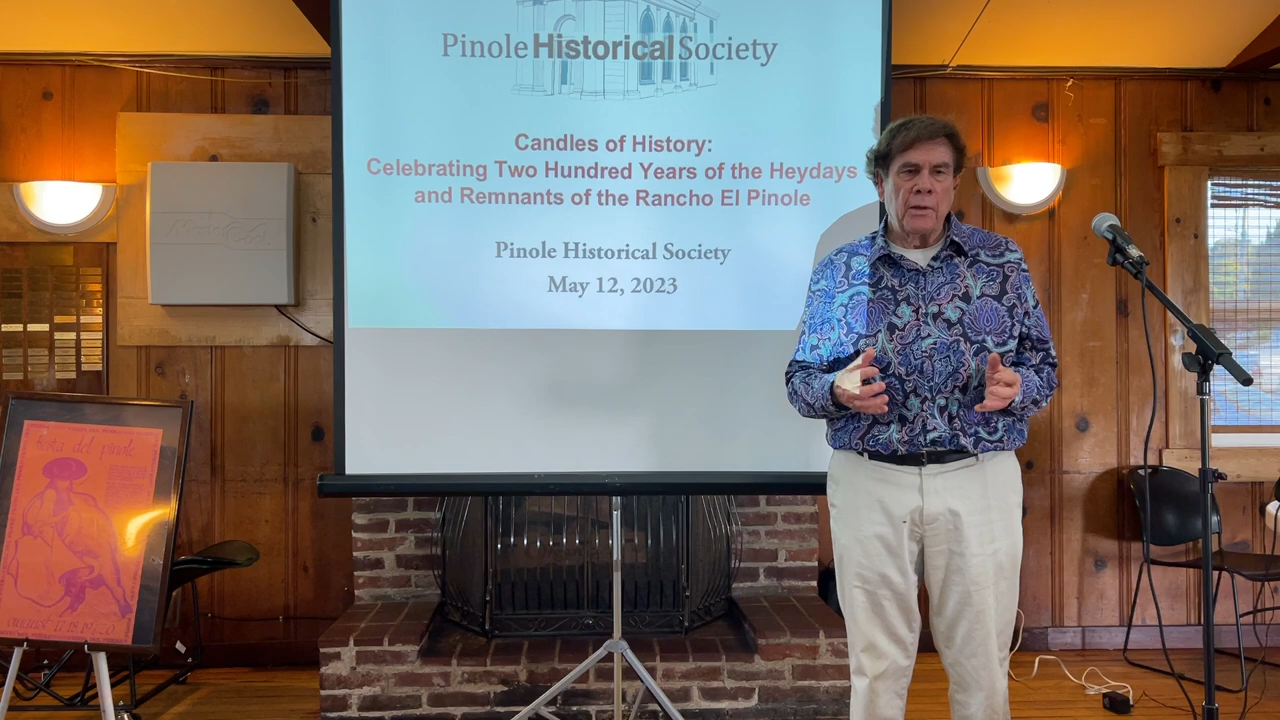 Pinole Historical Society
Candles of History:
Celebrating Two Hundred Years of the Heydays
and Remnants of the Rancho El Pinole
Pinole Historical Society
May 12, 2023
fiesta del pinole